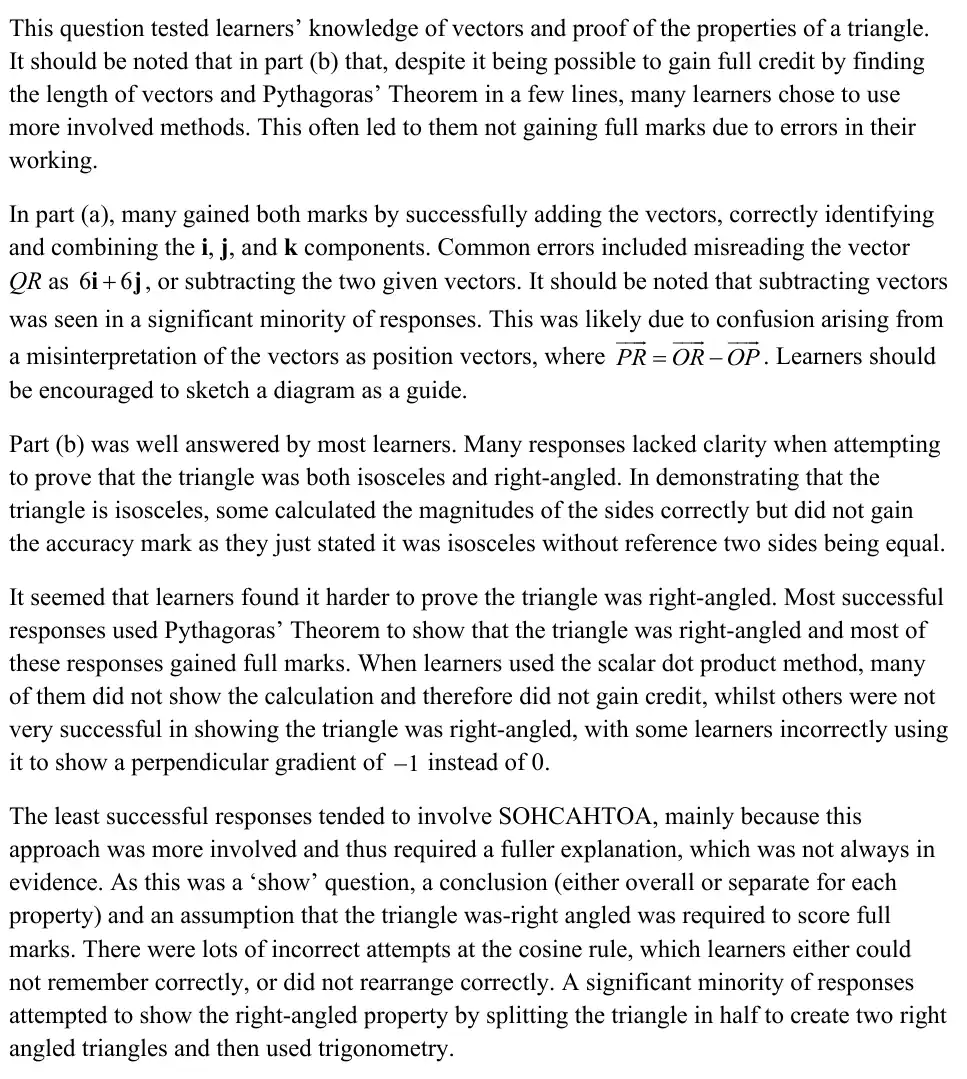 This question tested learners’ knowledge of vectors and proof of the properties of a triangle.
It should be noted that in part (b) that, despite it being possible to gain full credit by finding
the length of vectors and Pythagoras’ Theorem in a few lines, many learners chose to use
more involved methods. This often led to them not gaining full marks due to errors in their
working.
In part (a), many gained both marks by successfully adding the vectors, correctly identifying
and combining the i, j, and k components. Common errors included misreading the vector
QR as 6i + 6j, or subtracting the two given vectors. It should be noted that subtracting vectors
was seen in a significant minority of responses. This was likely due to confusion arising from
a misinterpretation of the vectors as position vectors, where $\overrightarrow{PR} = \overrightarrow{OR} - \overrightarrow{OP}$. Learners should
be encouraged to sketch a diagram as a guide.
Part (b) was well answered by most learners. Many responses lacked clarity when attempting
to prove that the triangle was both isosceles and right-angled. In demonstrating that the
triangle is isosceles, some calculated the magnitudes of the sides correctly but did not gain
the accuracy mark as they just stated it was isosceles without reference two sides being equal.
It seemed that learners found it harder to prove the triangle was right-angled. Most successful
responses used Pythagoras’ Theorem to show that the triangle was right-angled and most of
these responses gained full marks. When learners used the scalar dot product method, many
of them did not show the calculation and therefore did not gain credit, whilst others were not
very successful in showing the triangle was right-angled, with some learners incorrectly using
it to show a perpendicular gradient of −1 instead of 0.
The least successful responses tended to involve SOHCAHTOA, mainly because this
approach was more involved and thus required a fuller explanation, which was not always in
evidence. As this was a ‘show’ question, a conclusion (either overall or separate for each
property) and an assumption that the triangle was-right angled was required to score full
marks. There were lots of incorrect attempts at the cosine rule, which learners either could
not remember correctly, or did not rearrange correctly. A significant minority of responses
attempted to show the right-angled property by splitting the triangle in half to create two right
angled triangles and then used trigonometry.